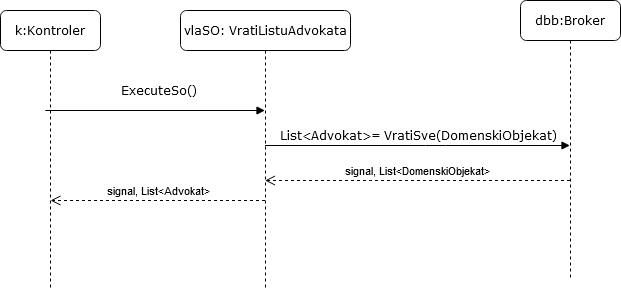 k:Kontroler
vlaSO: VratiListuAdvokata
dbb:Broker
ExecuteSo()
List<Advokat>= VratiSve(DomenskiObjekat)
signal, List<DomenskiObjekat>
signal, List<Advokat>